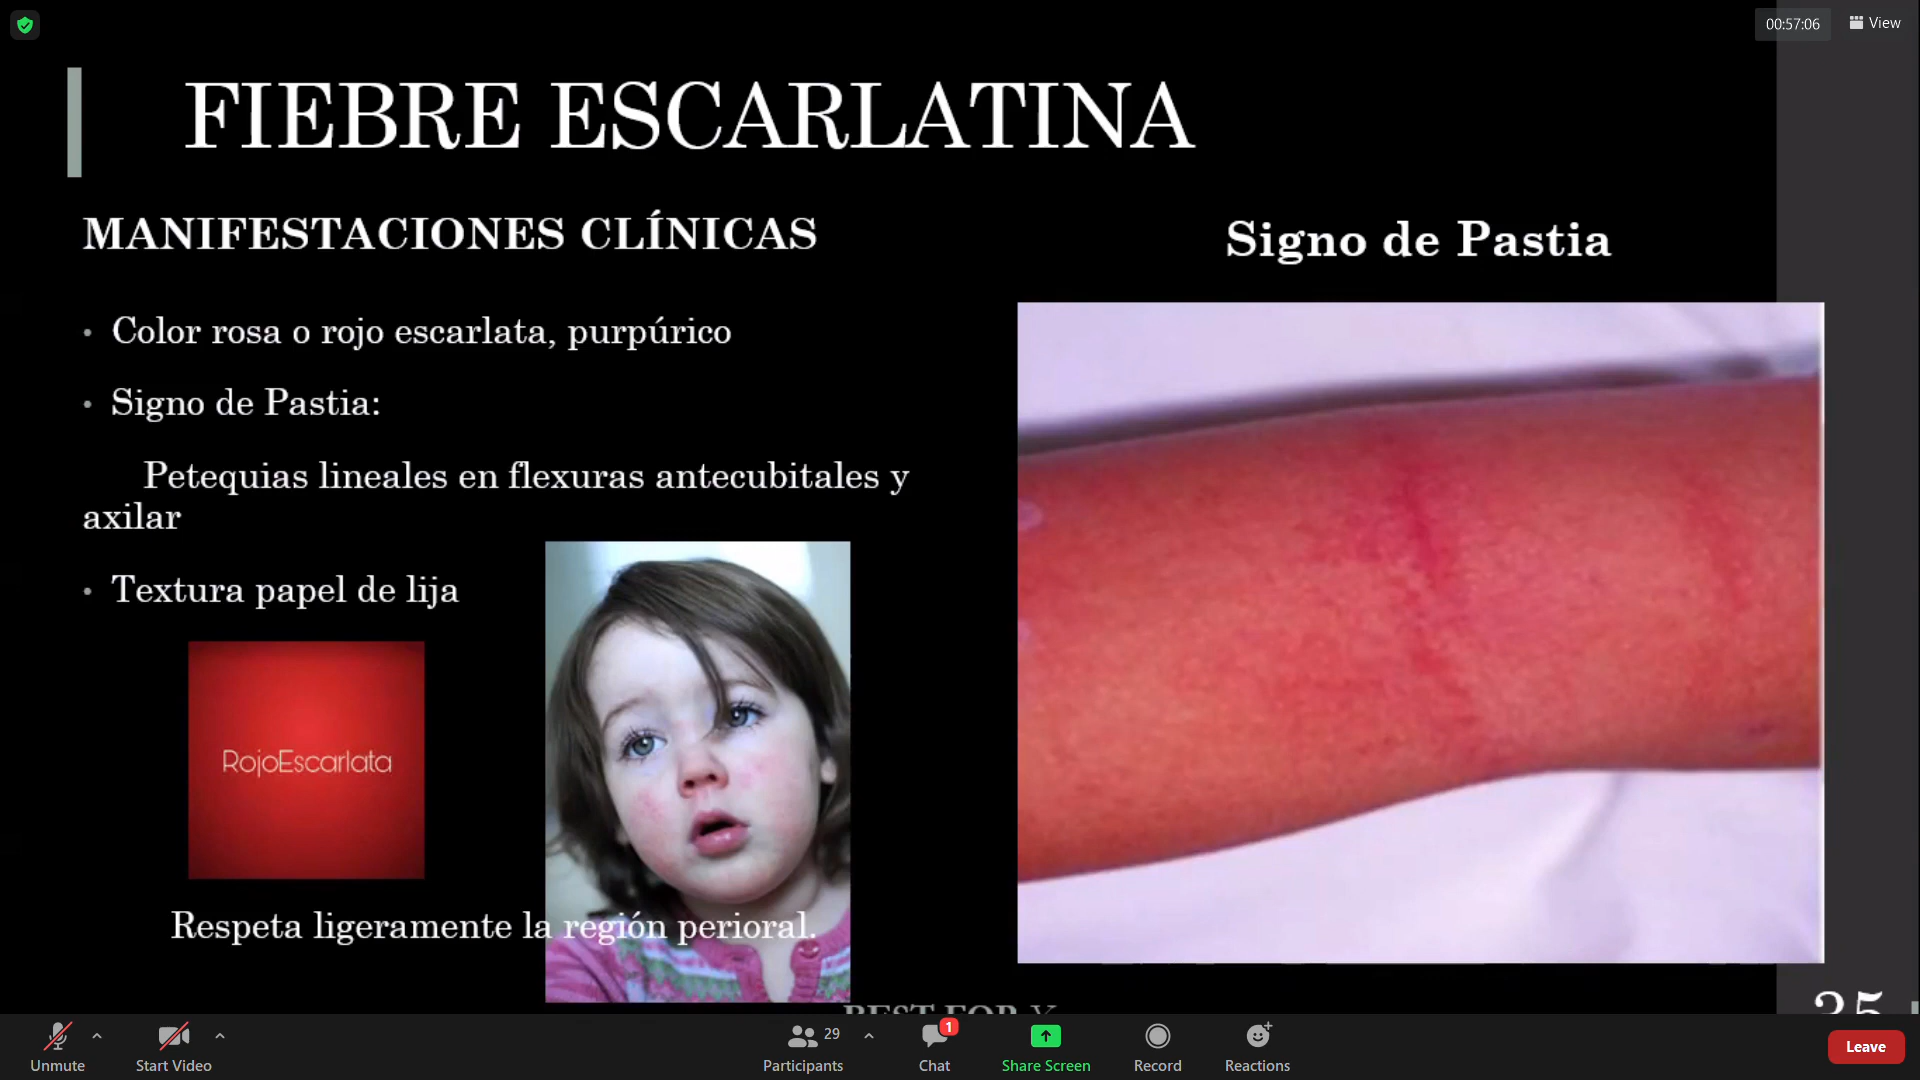 00:57:06
View
FIEBRE ESCARLATINA
MANIFESTACIONES CLÍNICAS
Signo de Pastia
• Color rosa o rojo escarlata, purpúrico
• Signo de Pastia:
Petequias lineales en flexuras antecubitales y
axilar
• Textura papel de lija
RojoEscarlata
Respeta ligeramente la región perioral.
BEST FOR Y
Unmute
Start Video
29
Participants
1
Chat
Share Screen
Record
Reactions
Leave